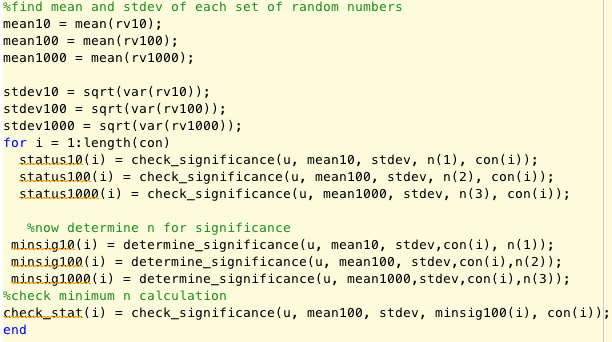 %find mean and stdev of each set of random numbers
mean10 = mean(rv10);
mean100 = mean(rv100);
mean1000 = mean(rv1000);
stdev10 = sqrt(var(rv10));
stdev100 = sqrt(var(rv100));
stdev1000 = sqrt(var(rv1000));
for i = 1:length(con)
status10(i) = check_significance(u, mean10, stdev, n(1), con(i));
status100(i) = check_significance(u, mean100, stdev, n(2), con(i));
status1000(i) = check_significance(u, mean1000, stdev, n(3), con(i));
%now determine n for significance
minsig10(i) = determine_significance(u, mean10, stdev,con(i), n(1));
minsig100(i) = determine_significance(u, mean100, stdev,con(i),n(2));
minsig1000(i) = determine_significance(u, mean1000,stdev,con(i),n(3));
%check minimum n calculation
check_stat(i) = check_significance(u, mean100, stdev, minsig100(i), con(i));
end